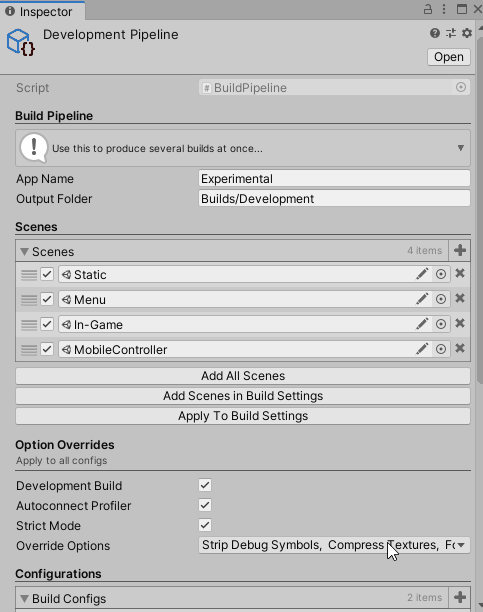 Inspector
Development Pipeline
Open
Script
# BuildPipeline
Build Pipeline
Use this to produce several builds at once...
App Name
Experimental
Output Folder
Builds/Development
Scenes
Scenes
4 items
Static
Menu
In-Game
MobileController
Add All Scenes
Add Scenes in Build Settings
Apply To Build Settings
Option Overrides
Apply to all configs
Development Build
Autoconnect Profiler
Strict Mode
Override Options
Strip Debug Symbols, Compress Textures,
Configurations
Build Configs
2 items